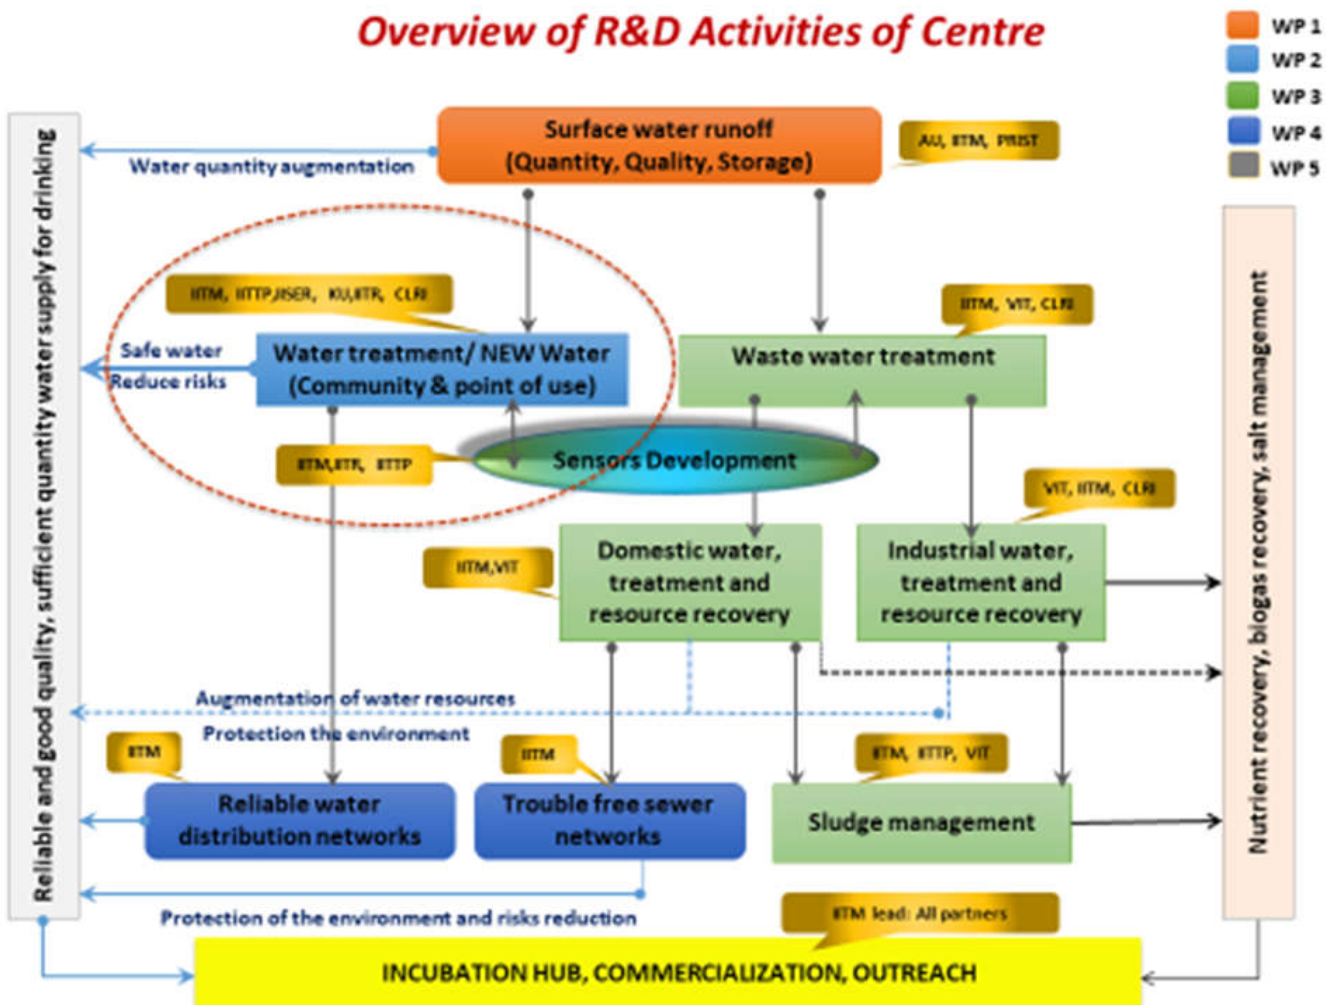 Overview of R&D Activities of Centre
WP 1
WP 2
WP 3
WP 4
WP 5
Surface water runoff
(Quantity, Quality, Storage)
AU, IITM, PRIST
Water quantity augmentation
Reliable and good quality, sufficient quantity water supply for drinking
Nutrient recovery, biogas recovery, salt management
IITM, IITTP,IISER, KU,IITR, CLRI
IITM, VIT, CLRI
Safe water
Reduce risks
Water treatment/ NEW Water
(Community & point of use)
Waste water treatment
IITM,IITR, IITTP
Sensors Development
VIT, IITM, CLRI
IITM,VIT
Domestic water,
treatment and
resource recovery
Industrial water,
treatment and
resource recovery
Augmentation of water resources
Protection the environment
IITM
IITM
IITM, IITTP, VIT
Reliable water
distribution networks
Trouble free sewer
networks
Sludge management
Protection of the environment and risks reduction
IITM lead: All partners
INCUBATION HUB, COMMERCIALIZATION, OUTREACH